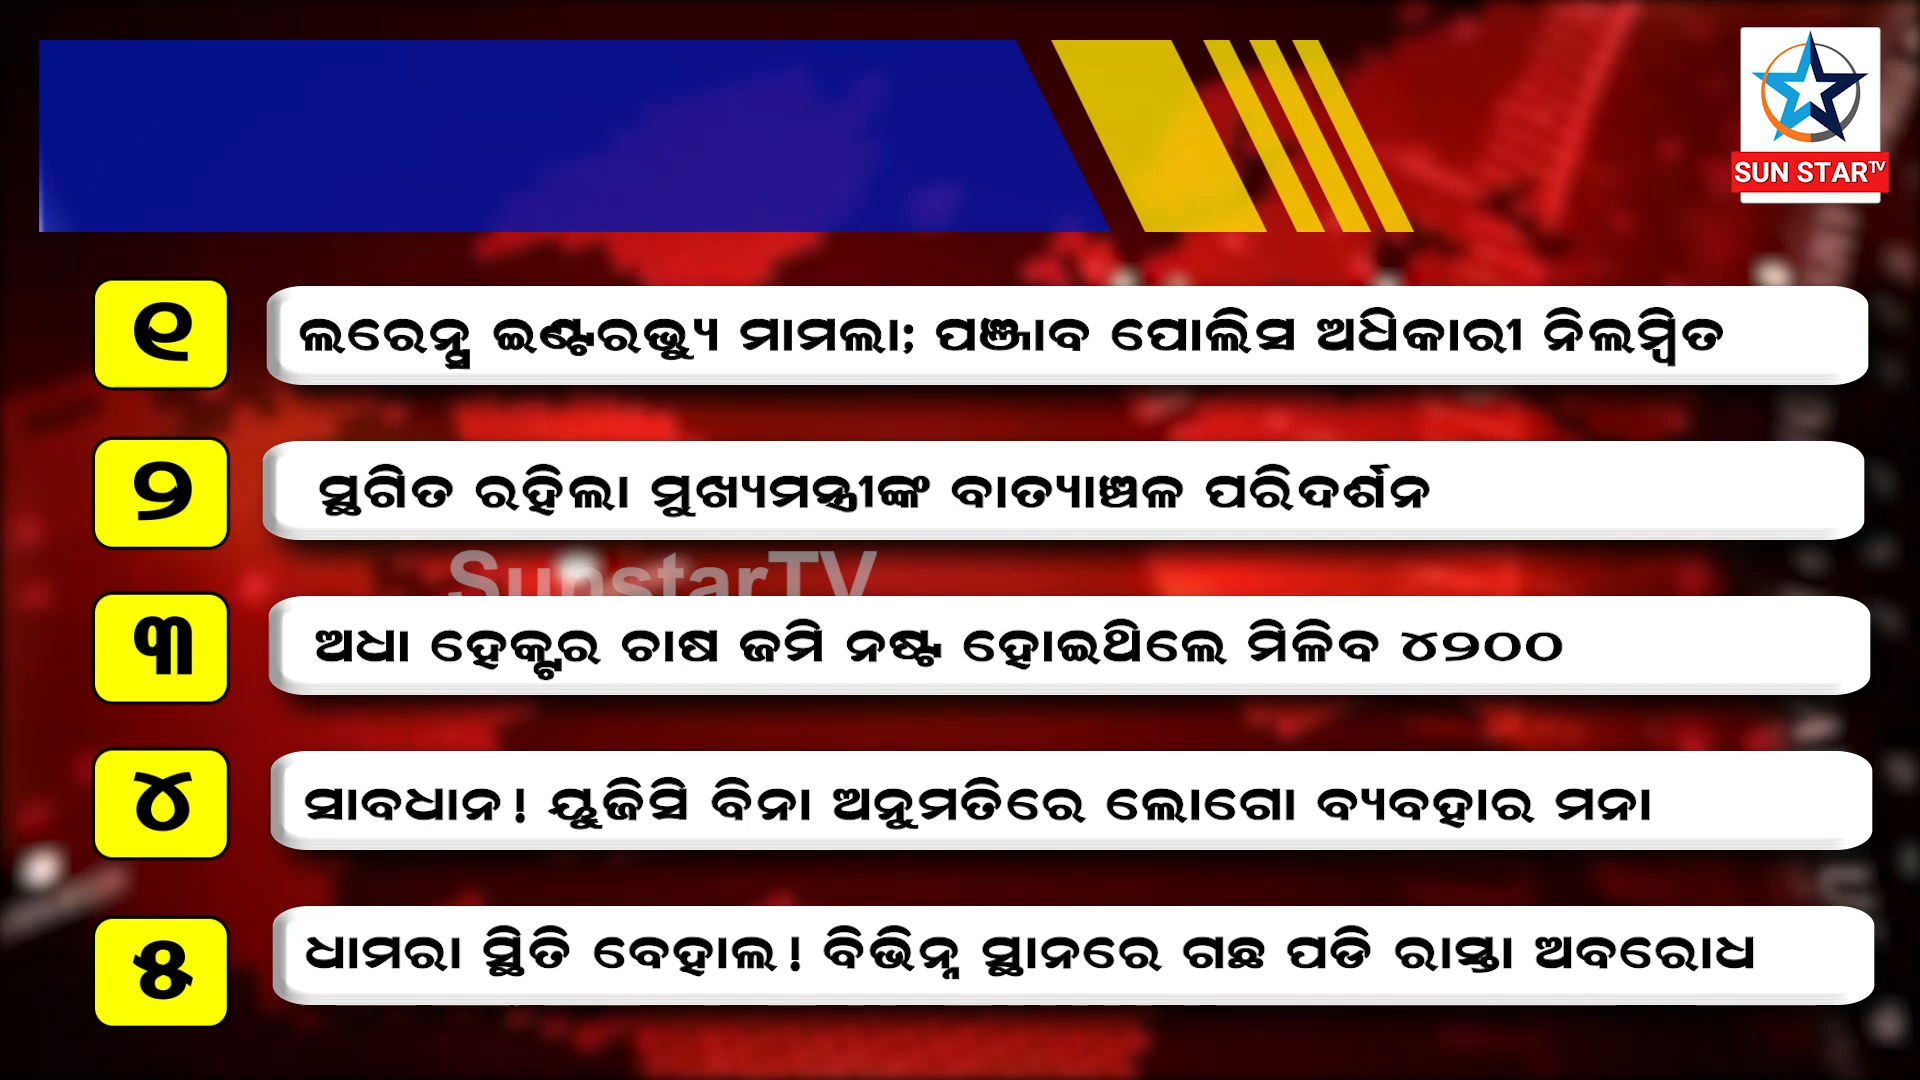 SUN STAR TV
୧
ଲରେନ୍ସ ଇଣ୍ଟରଭ୍ୟୁ ମାମଲା; ପଞ୍ଜାବ ପୋଲିସ ଅଧିକାରୀ ନିଲମ୍ବିତ
୨
ସ୍ଥଗିତ ରହିଲା ମୁଖ୍ୟମନ୍ତ୍ରୀଙ୍କ ବାତ୍ୟାଞ୍ଚଳ ପରିଦର୍ଶନ
SunstarTV
୩
ଅଧା ହେକ୍ଟର ଚାଷ ଜମି ନଷ୍ଟ ହୋଇଥିଲେ ମିଳିବ ୪୨୦୦
୪
ସାବଧାନ! ୟୁଜିସି ବିନା ଅନୁମତିରେ ଲୋଗୋ ବ୍ୟବହାର ମନା
୫
ଧାମରା ସ୍ଥିତି ବେହାଲ! ବିଭିନ୍ନ ସ୍ଥାନରେ ଗଛ ପଡି ରାସ୍ତା ଅବରୋଧ